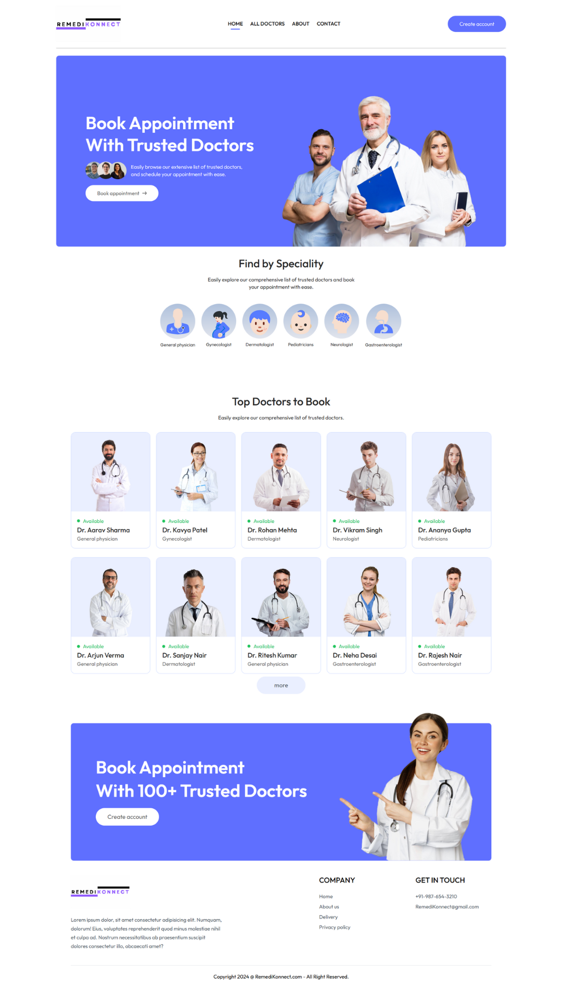 REMEDIKONNECT
HOME ALL DOCTORS ABOUT CONTACT
Create account
Book Appointment
With Trusted Doctors
Easily browse our extensive list of trusted doctors,
and schedule your appointment with ease.
Book appointment →
Find by Speciality
Easily explore our comprehensive list of trusted doctors and book
your appointment with ease.
General physician Gynecologist Dermatologist Pediatricians Neurologist Gastroenterologist
Top Doctors to Book
Easily explore our comprehensive list of trusted doctors.
Available
Dr. Aarav Sharma
General physician
Available
Dr. Kavya Patel
Gynecologist
Available
Dr. Rohan Mehta
Dermatologist
Available
Dr. Vikram Singh
Neurologist
Available
Dr. Ananya Gupta
Pediatricians
Available
Dr. Arjun Verma
General physician
Available
Dr. Sanjay Nair
Dermatologist
Available
Dr. Ritesh Kumar
General physician
Available
Dr. Neha Desai
Gastroenterologist
Available
Dr. Rajesh Nair
Gastroenterologist
more
Book Appointment
With 100+ Trusted Doctors
Create account
REMEDIKONNECT
Lorem ipsum dolor, sit amet consectetur adipisicing elit. Numquam,
dolorum! Eius, voluptates reprehenderit quod minus molestiae nihil
et culpa ad. Nostrum necessitatibus ab praesentium suscipit
dolores consectetur illo, obcaecati amet?
COMPANY
Home
About us
Delivery
Privacy policy
GET IN TOUCH
+91-987-654-3210
RemediKonnect@gmail.com
Copyright 2024 @ RemediKonnect.com - All Right Reserved.